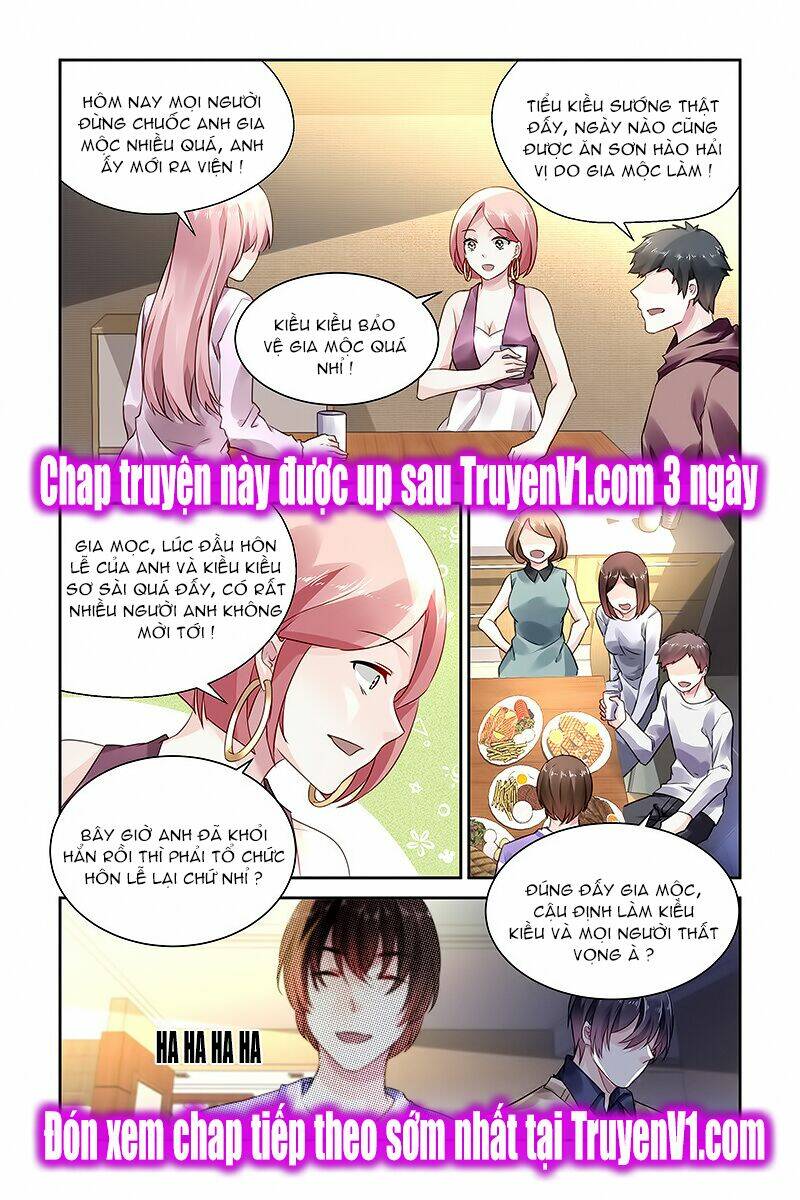 HÔM NAY MỌI NGƯỜI
ĐỪNG CHUỐC ANH GIA
MỘC NHIỀU QUÁ, ANH
ẤY MỚI RA VIỆN !
TIỂU KIỀU SƯỚNG THẬT
ĐẤY, NGÀY NÀO CŨNG
ĐƯỢC ĂN SƠN HÀO HẢI
VỊ DO GIA MỘC LÀM !
KIỀU KIỀU BẢO
VỆ GIA MỘC QUÁ
NHỈ !
Chap truyện này được up sau TruyenV1.com 3 ngày
GIA MỌC, LÚC ĐẦU HÔN
LỄ CỦA ANH VÀ KIỀU KIỀU
SƠ SÀI QUÁ ĐẤY, CÓ RẤT
NHIỀU NGƯỜI ANH KHÔNG
MỜI TỚI !
BÂY GIỜ ANH ĐÃ KHỎI
HẲN RỒI THÌ PHẢI TỔ CHỨC
HÔN LỄ LẠI CHỨ NHỈ ?
ĐÚNG ĐẤY GIA MỘC,
CẬU ĐỊNH LÀM KIỀU
KIỀU VÀ MỌI NGƯỜI THẤT
VỌNG À ?
HA HA HA HA
Đón xem chap tiếp theo sớm nhất tại TruyenV1.com